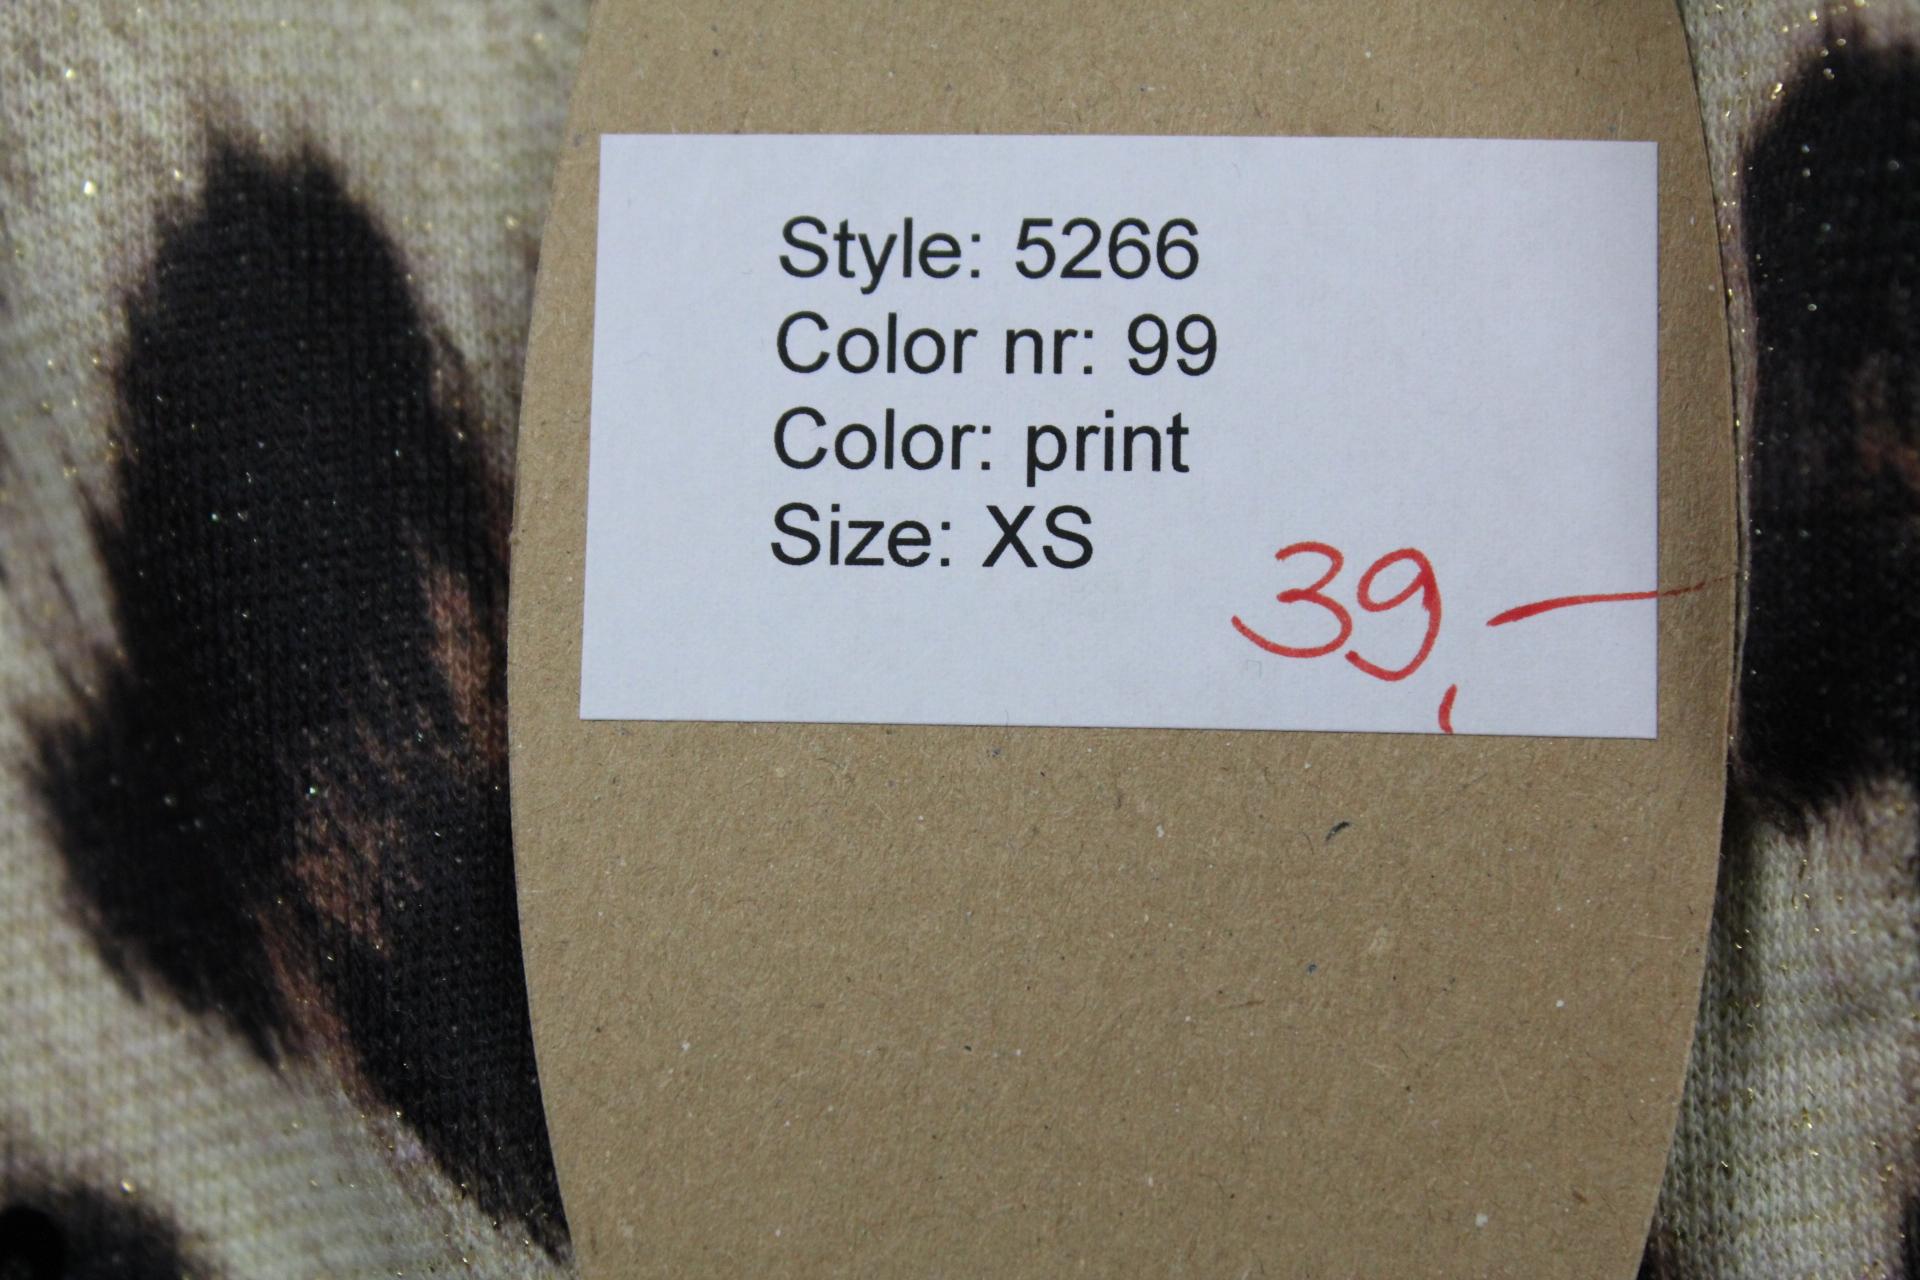 Style: 5266
Color nr: 99
Color: print
Size: XS
39,-